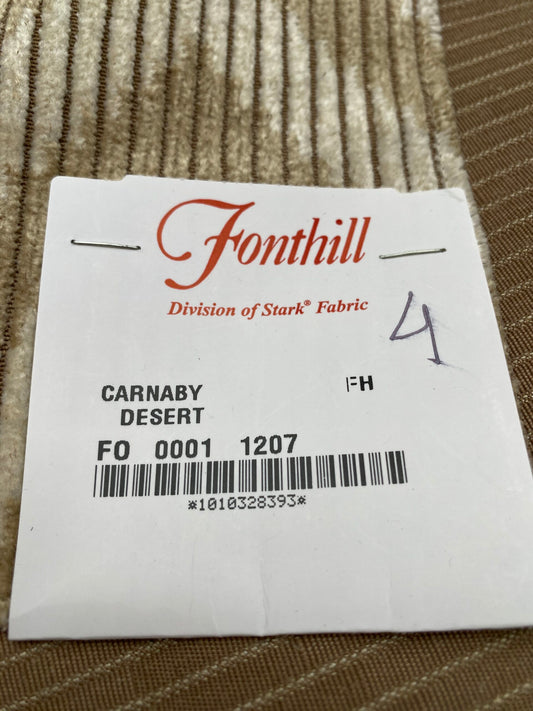 Fonthill
Division of Stark® Fabric
4
CARNABY FH
DESERT
FO 0001 1207
*1010328393*